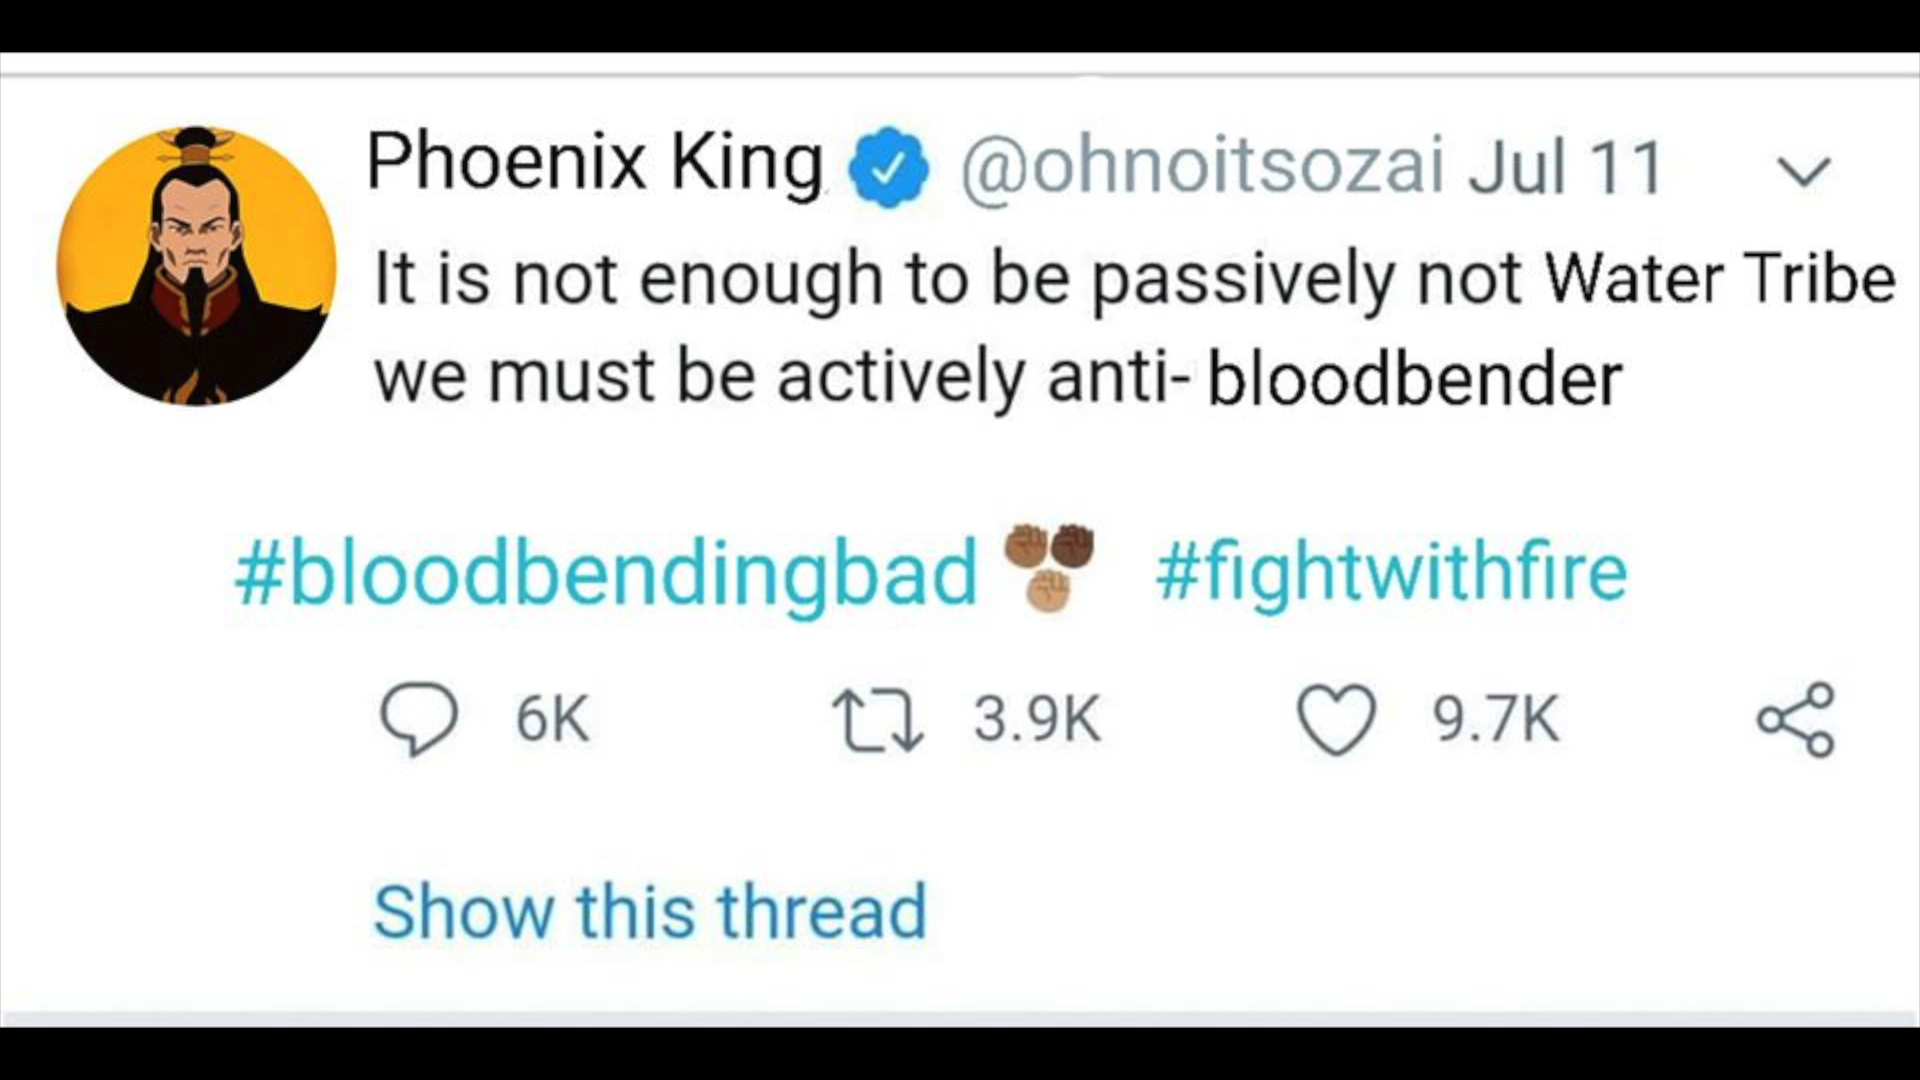 Phoenix King @ohnoitsozai Jul 11
It is not enough to be passively not Water Tribe
we must be actively anti- bloodbender
#bloodbendingbad #fightwithfire
6K 3.9K 9.7K
Show this thread